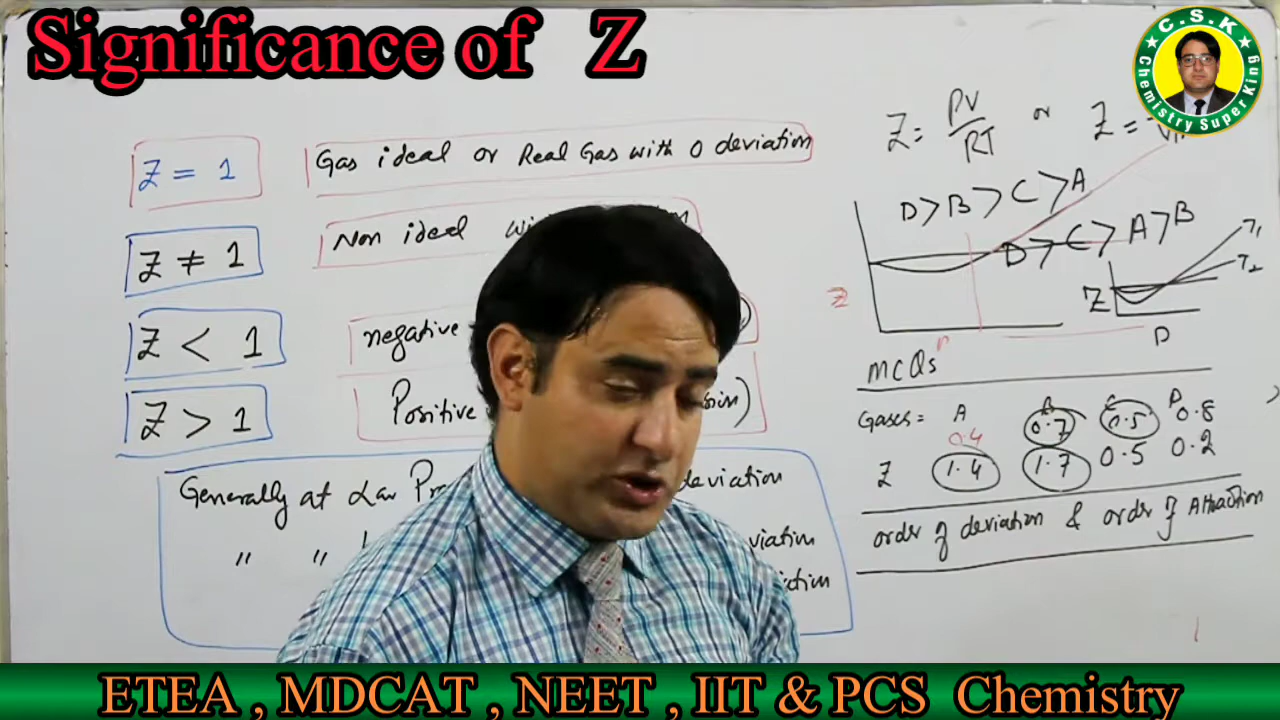 Significance of Z
C.S.K
Chemistry Super King
Z = 1
Gas ideal or Real Gas with 0 deviation
Z ≠ 1
Non ideal
Z < 1
negative
Z > 1
Positive
Generally at Low
deviation
" "
Z = PV/RT or Z =
D > B > C > A
D > C > A > B
T1
T2
Z
Z
P
P
MCQs
Gases = A B C D
0.4 0.7 0.5 0.8
Z 1.4 1.7 0.5 0.2
order of deviation & order of Attraction
ETEA , MDCAT , NEET , IIT & PCS Chemistry